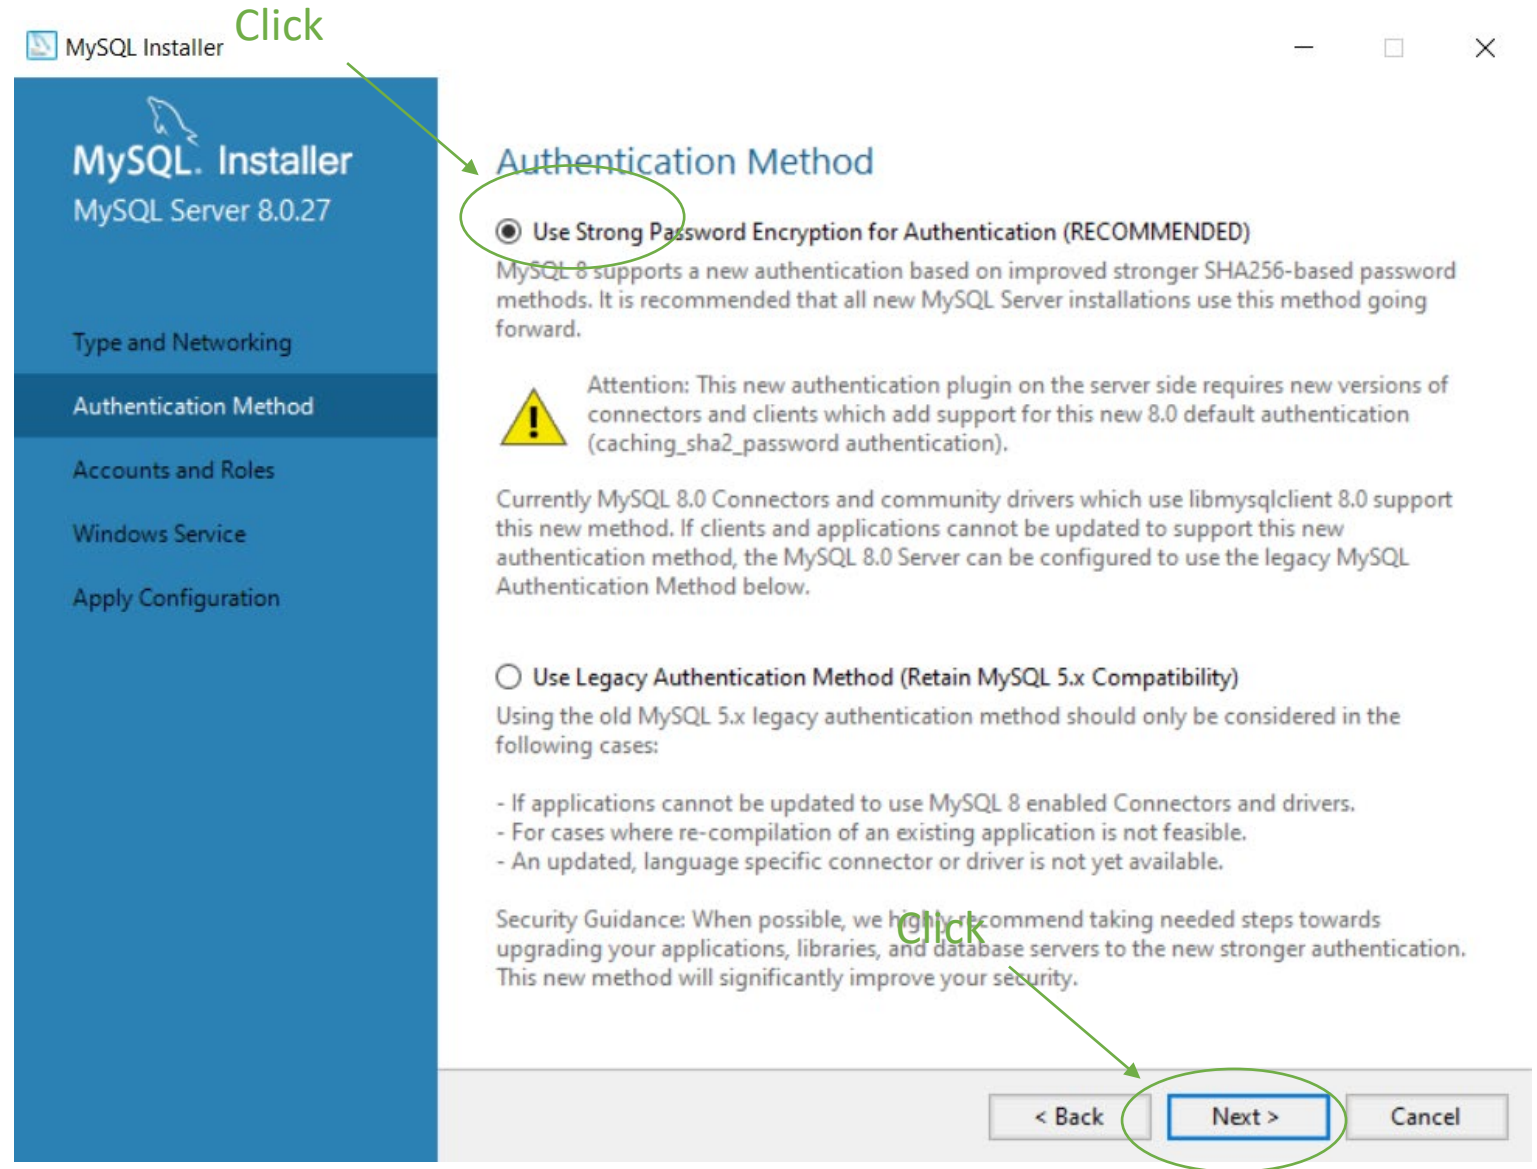 Click
MySQL Installer
MySQL. Installer
MySQL Server 8.0.27
Type and Networking
Authentication Method
Accounts and Roles
Windows Service
Apply Configuration
Authentication Method
Use Strong Password Encryption for Authentication (RECOMMENDED)
MySQL 8 supports a new authentication based on improved stronger SHA256-based password
methods. It is recommended that all new MySQL Server installations use this method going
forward.
Attention: This new authentication plugin on the server side requires new versions of
connectors and clients which add support for this new 8.0 default authentication
(caching_sha2_password authentication).
Currently MySQL 8.0 Connectors and community drivers which use libmysqlclient 8.0 support
this new method. If clients and applications cannot be updated to support this new
authentication method, the MySQL 8.0 Server can be configured to use the legacy MySQL
Authentication Method below.
Use Legacy Authentication Method (Retain MySQL 5.x Compatibility)
Using the old MySQL 5.x legacy authentication method should only be considered in the
following cases:
- If applications cannot be updated to use MySQL 8 enabled Connectors and drivers.
- For cases where re-compilation of an existing application is not feasible.
- An updated, language specific connector or driver is not yet available.
Security Guidance: When possible, we highly recommend taking needed steps towards
upgrading your applications, libraries, and database servers to the new stronger authentication.
This new method will significantly improve your security.
Click
< Back
Next >
Cancel